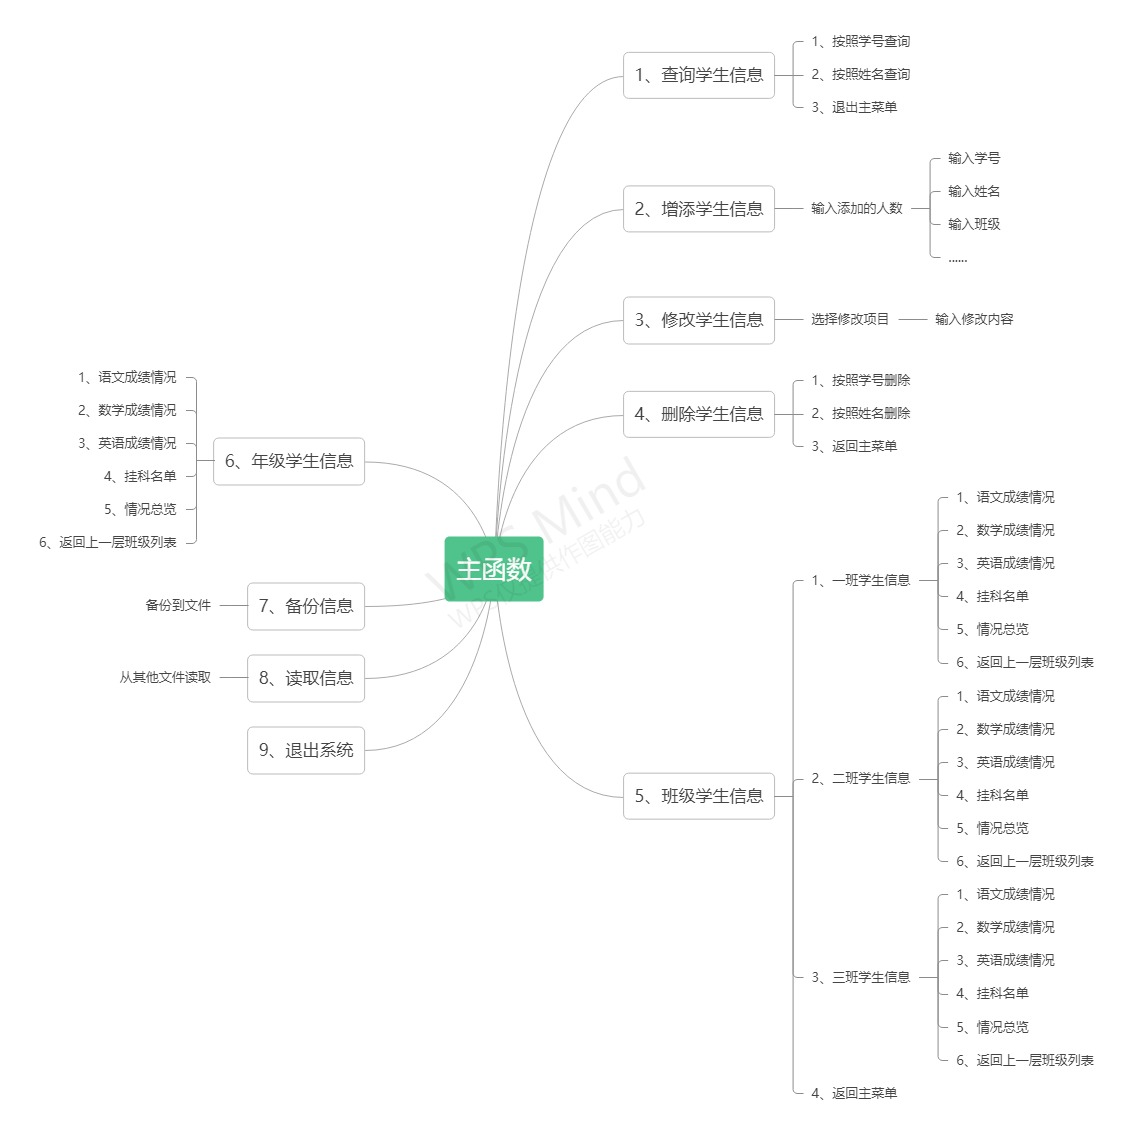 主函数
1、查询学生信息
1、按照学号查询
2、按照姓名查询
3、退出主菜单
2、增添学生信息
输入添加的人数
输入学号
输入姓名
输入班级
......
3、修改学生信息
选择修改项目
输入修改内容
4、删除学生信息
1、按照学号删除
2、按照姓名删除
3、返回主菜单
5、班级学生信息
1、一班学生信息
1、语文成绩情况
2、数学成绩情况
3、英语成绩情况
4、挂科名单
5、情况总览
6、返回上一层班级列表
2、二班学生信息
1、语文成绩情况
2、数学成绩情况
3、英语成绩情况
4、挂科名单
5、情况总览
6、返回上一层班级列表
3、三班学生信息
1、语文成绩情况
2、数学成绩情况
3、英语成绩情况
4、挂科名单
5、情况总览
6、返回上一层班级列表
4、返回主菜单
6、年级学生信息
1、语文成绩情况
2、数学成绩情况
3、英语成绩情况
4、挂科名单
5、情况总览
6、返回上一层班级列表
7、备份信息
备份到文件
8、读取信息
从其他文件读取
9、退出系统
WPS Mind
WPS仅提供作图能力